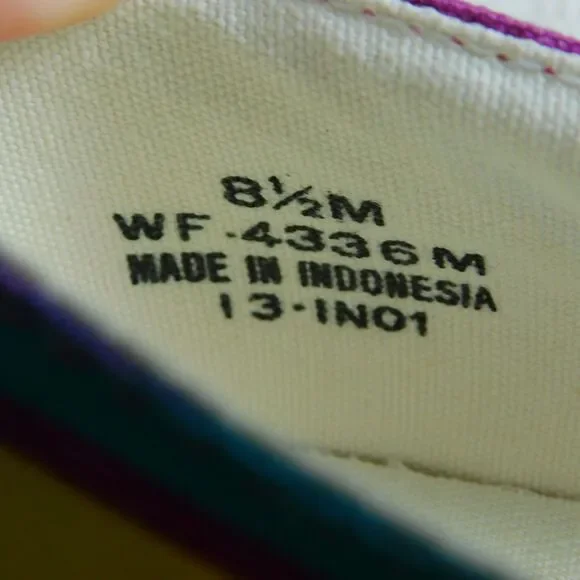 8½M
WF-4336M
MADE IN INDONESIA
13-IN01